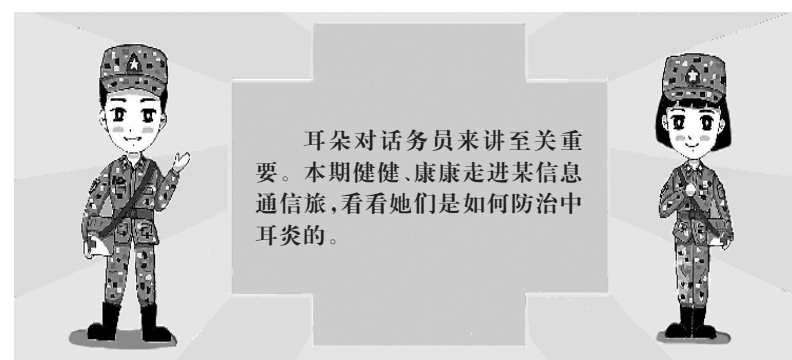 耳朵对话务员来讲至关重
要。本期健健、康康走进某信息
通信旅,看看她们是如何防治中
耳炎的。